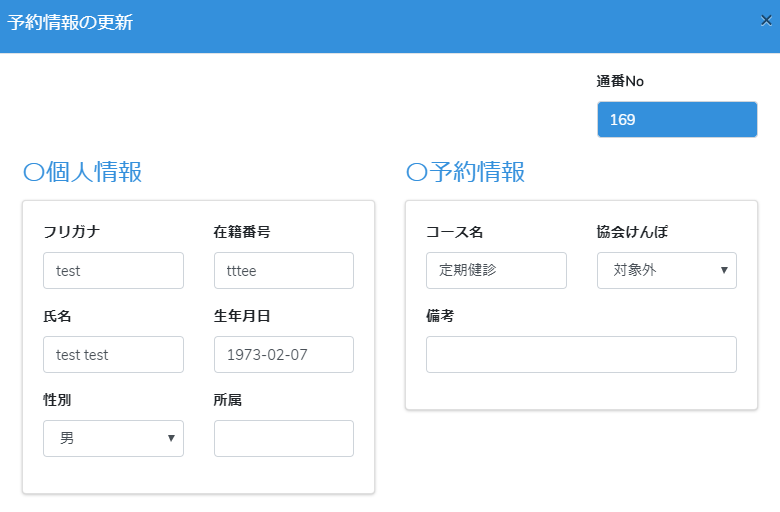 予約情報の更新
×
通番No
169
〇個人情報
フリガナ 在籍番号
test tttee
氏名 生年月日
test test 1973-02-07
性別 所属
男
〇予約情報
コース名 協会けんぽ
定期健診 対象外
備考